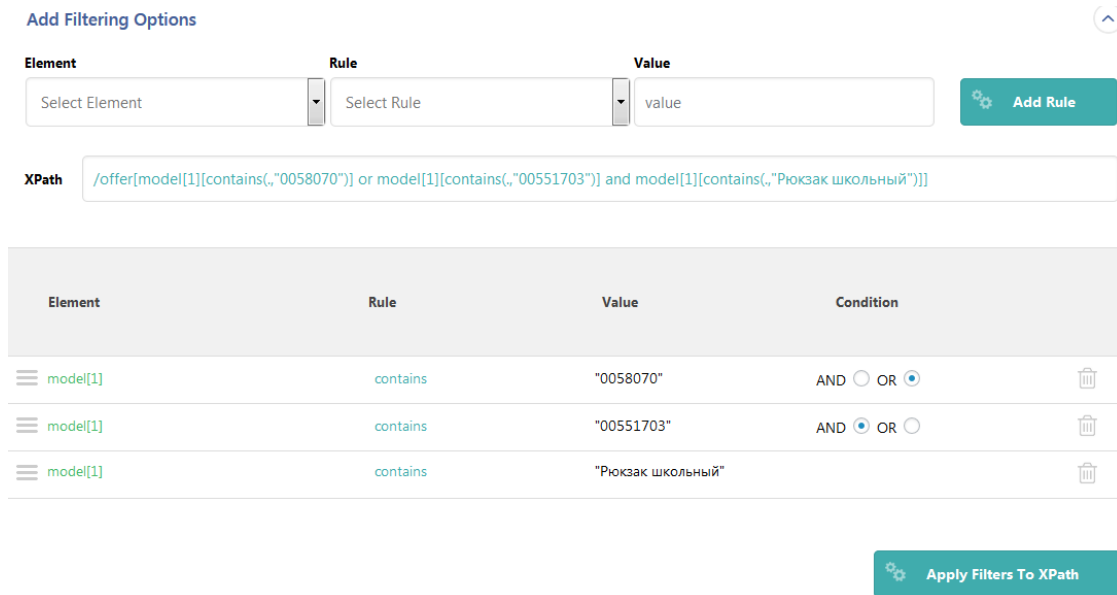 Add Filtering Options
Element Rule Value
Select Element Select Rule value Add Rule
XPath /offer[model[1][contains(.,"0058070")] or model[1][contains(.,"00551703")] and model[1][contains(.,"Рюкзак школьный")]]
Element Rule Value Condition
model[1] contains "0058070" AND OR
model[1] contains "00551703" AND OR
model[1] contains "Рюкзак школьный"
Apply Filters To XPath